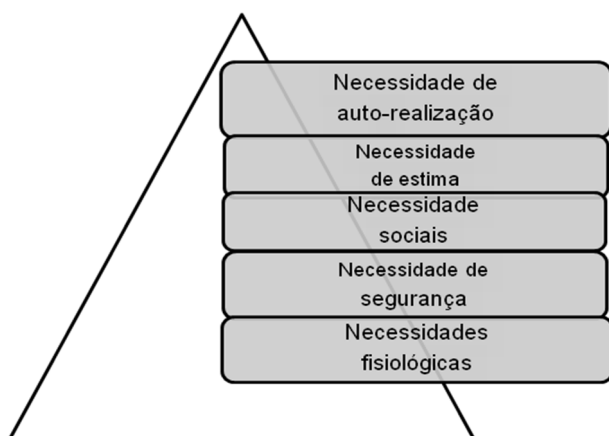 Necessidade de
auto-realização
Necessidade
de estima
Necessidade
sociais
Necessidade de
segurança
Necessidades
fisiológicas